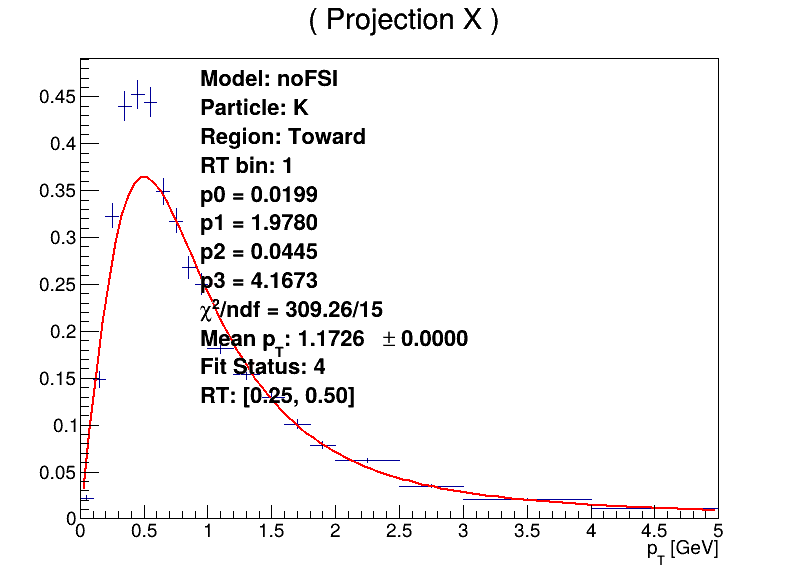 ( Projection X )
Model: noFSI
Particle: K
Region: Toward
RT bin: 1
p0 = 0.0199
p1 = 1.9780
p2 = 0.0445
p3 = 4.1673
χ2/ndf = 309.26/15
Mean pT: 1.1726 ± 0.0000
Fit Status: 4
RT: [0.25, 0.50]
0.45
0.4
0.35
0.3
0.25
0.2
0.15
0.1
0.05
0
0 0.5 1 1.5 2 2.5 3 3.5 4 4.5 5
pT [GeV]